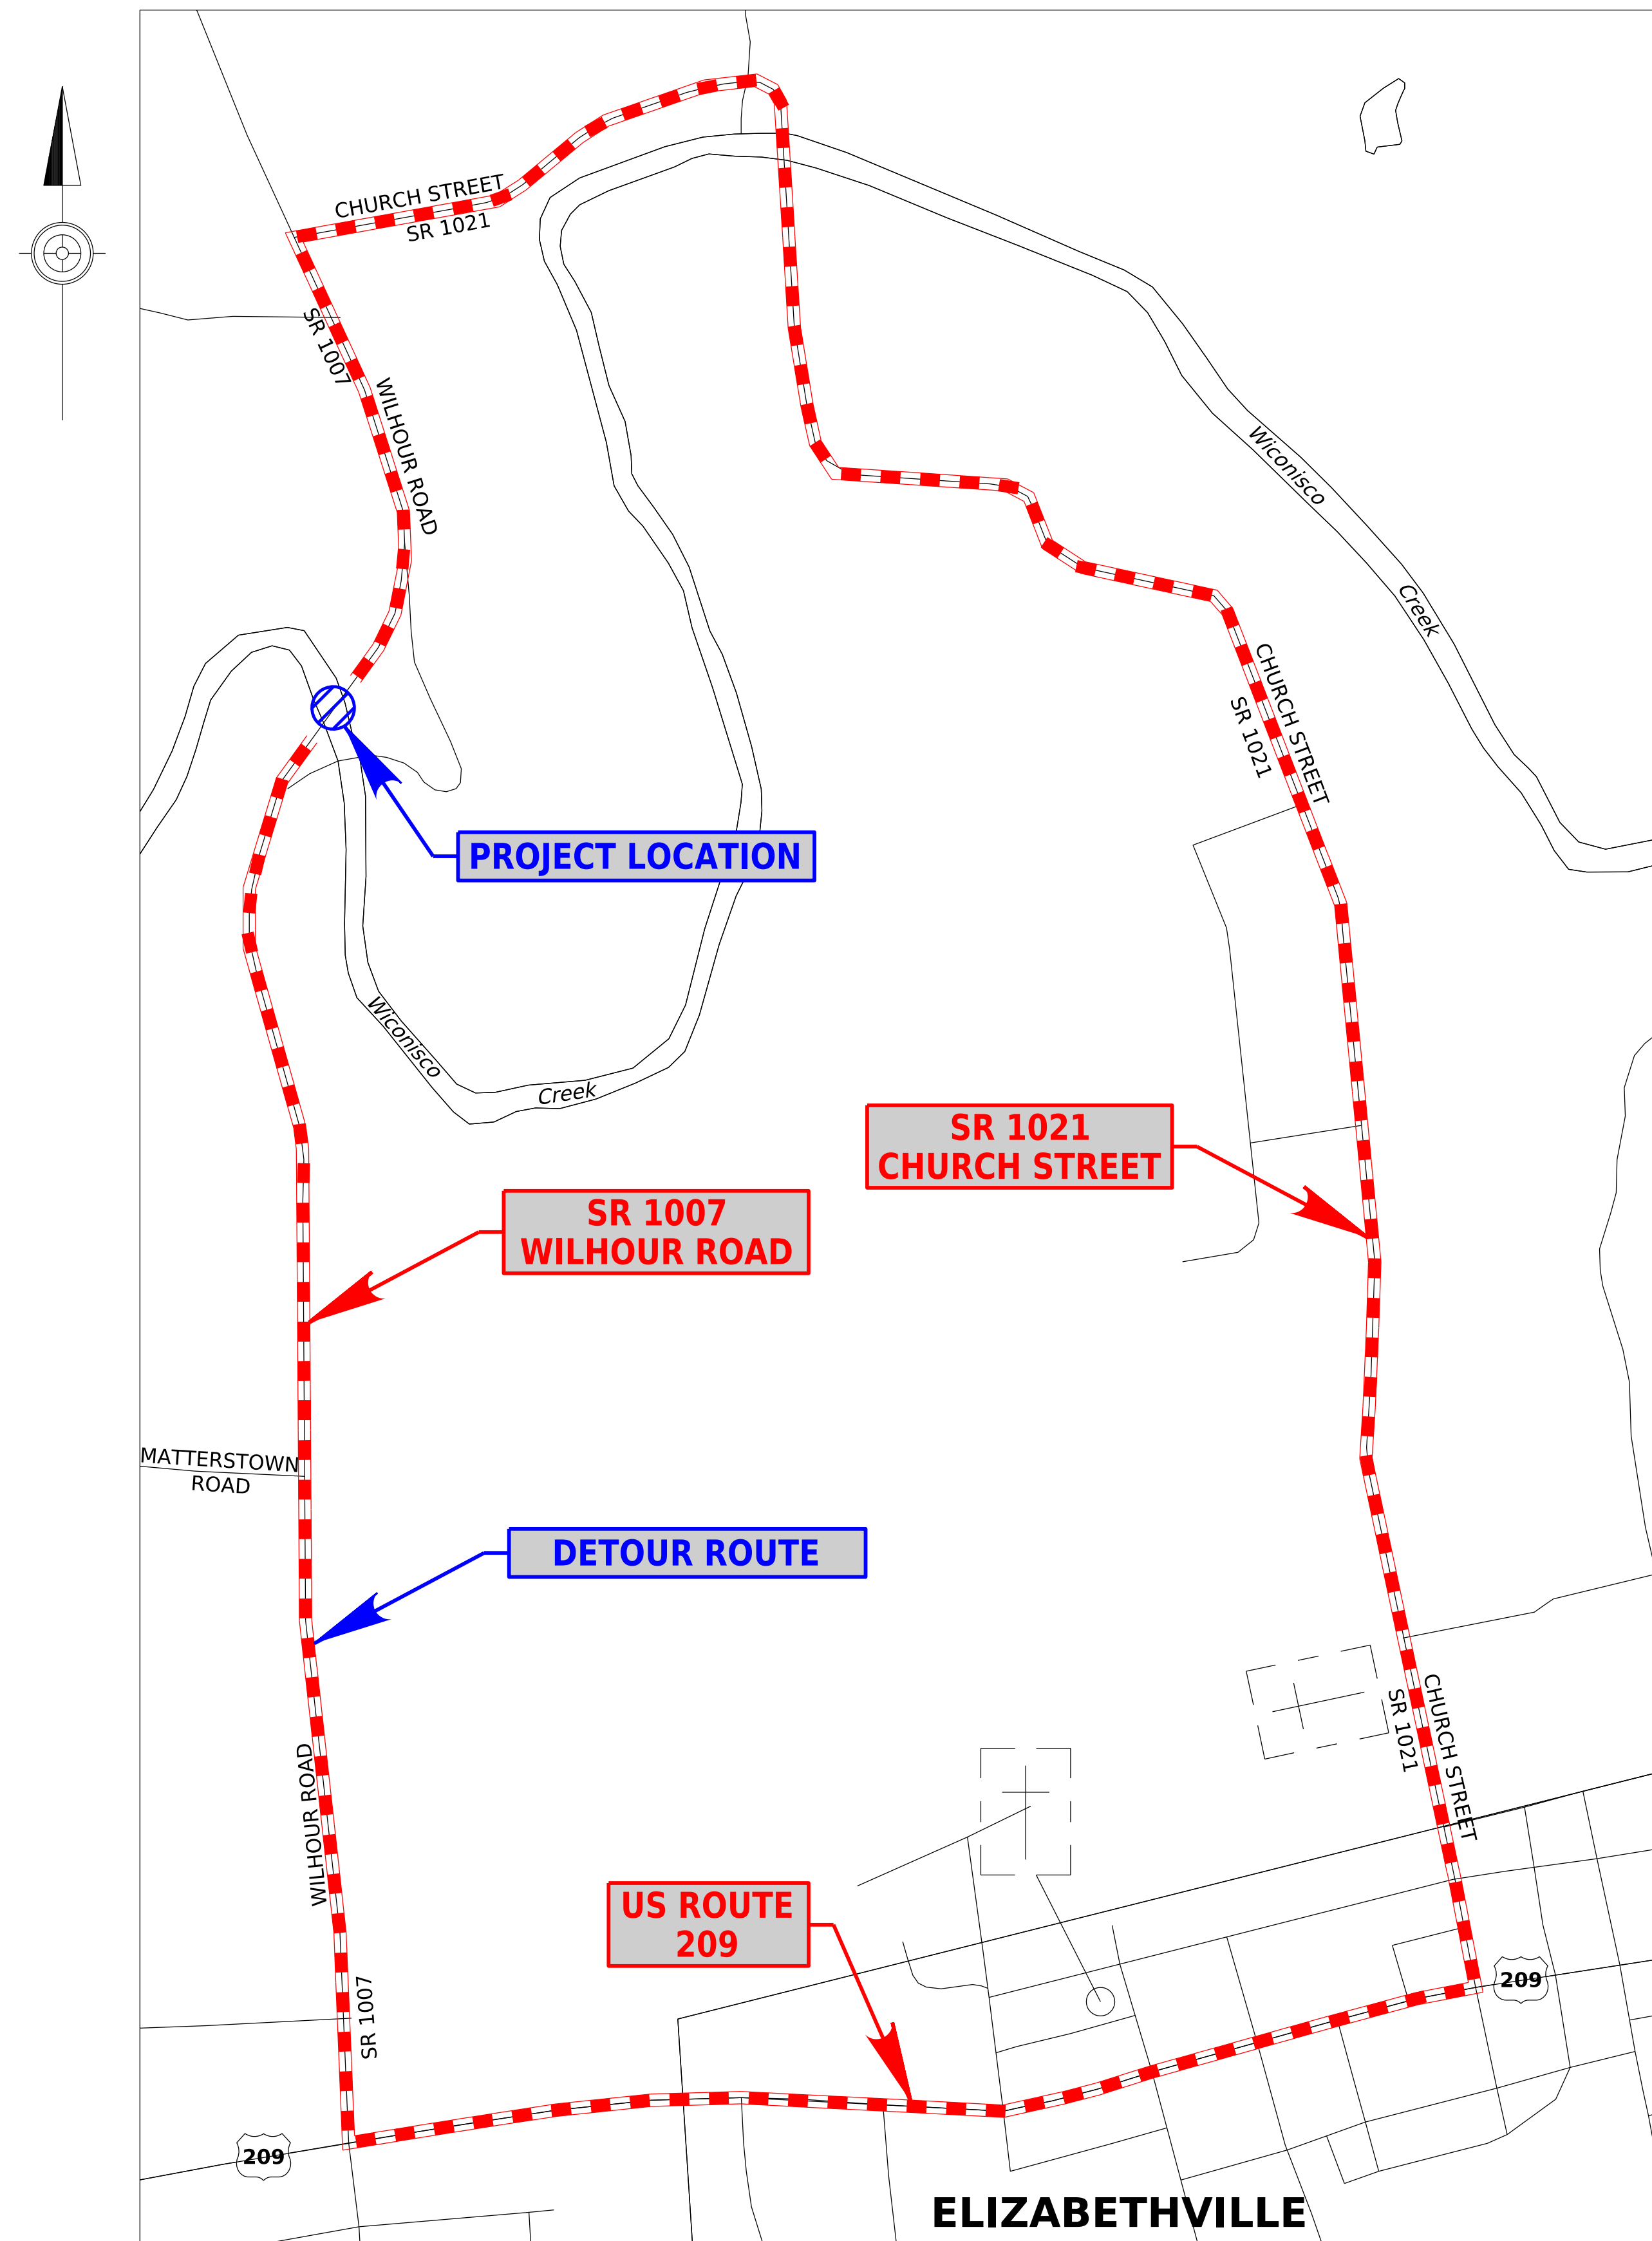 CHURCH STREET
SR 1021
SR 1007
WILHOUR ROAD
Wiconisco
Creek
CHURCH STREET
SR 1021
PROJECT LOCATION
Wiconisco
Creek
SR 1021
CHURCH STREET
SR 1007
WILHOUR ROAD
MATTERSTOWN
ROAD
DETOUR ROUTE
CHURCH STREET
SR 1021
WILHOUR ROAD
US ROUTE
209
SR 1007
209
209
ELIZABETHVILLE